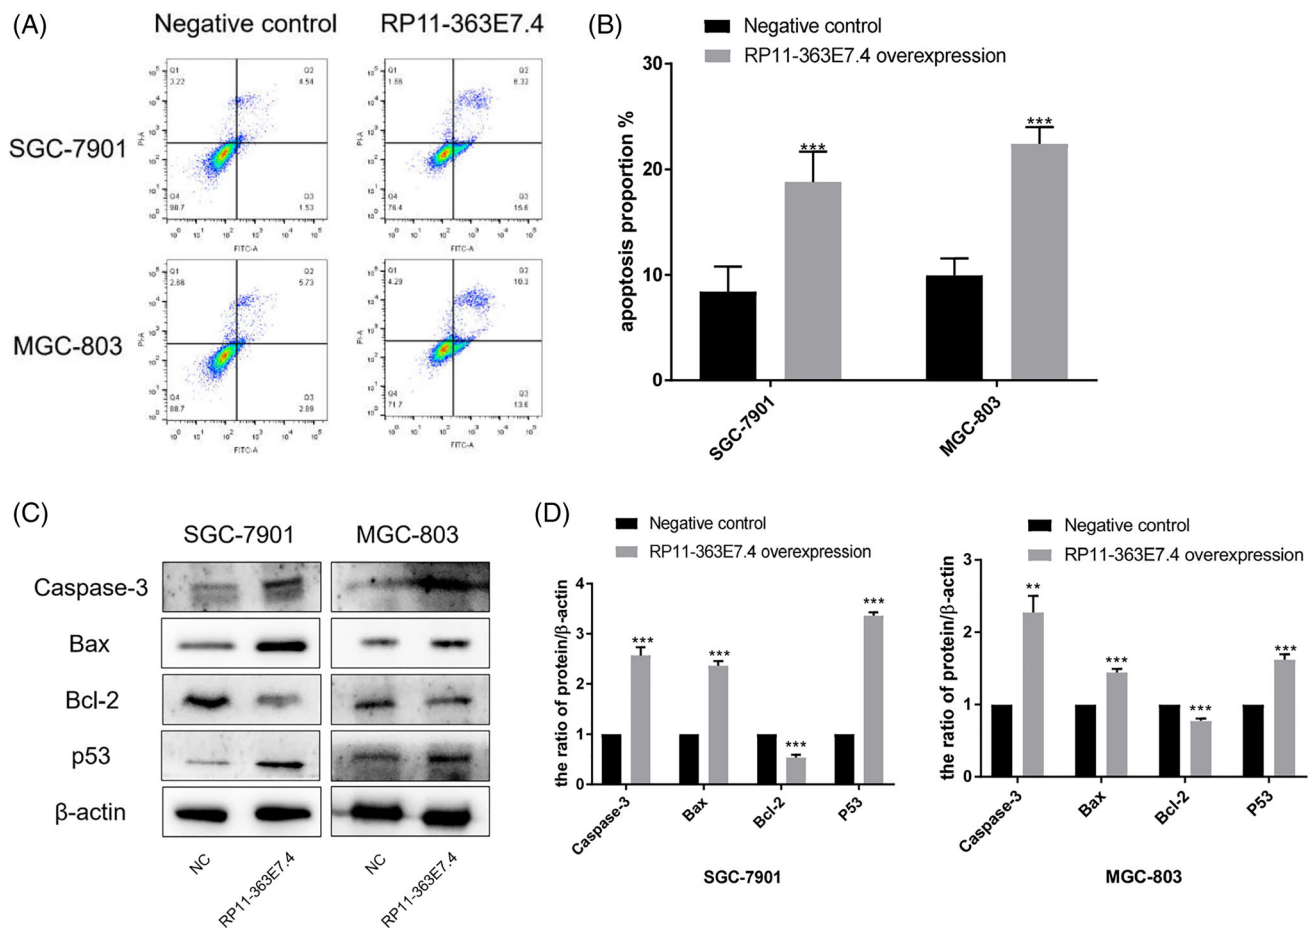 (A)
Negative control
RP11-363E7.4
SGC-7901
MGC-803
Q1
3.22
Q2
4.54
Q4
90.7
Q3
1.53
PI-A
FITC-A
Q1
1.66
Q2
6.32
Q4
76.4
Q3
15.6
FITC-A
Q1
2.66
Q2
5.73
Q4
88.7
Q3
2.89
PI-A
FITC-A
Q1
4.29
Q2
10.3
Q4
71.7
Q3
13.6
FITC-A
(B)
Negative control
RP11-363E7.4 overexpression
apoptosis proportion %
30
20
10
0
***
***
SGC-7901
MGC-803
(C)
SGC-7901
MGC-803
Caspase-3
Bax
Bcl-2
p53
β-actin
NC
RP11-363E7.4
NC
RP11-363E7.4
(D)
Negative control
RP11-363E7.4 overexpression
the ratio of protein/β-actin
4
3
2
1
0
***
***
***
***
Caspase-3
Bax
Bcl-2
P53
SGC-7901
Negative control
RP11-363E7.4 overexpression
the ratio of protein/β-actin
3
2
1
0
**
***
***
***
Caspase-3
Bax
Bcl-2
P53
MGC-803